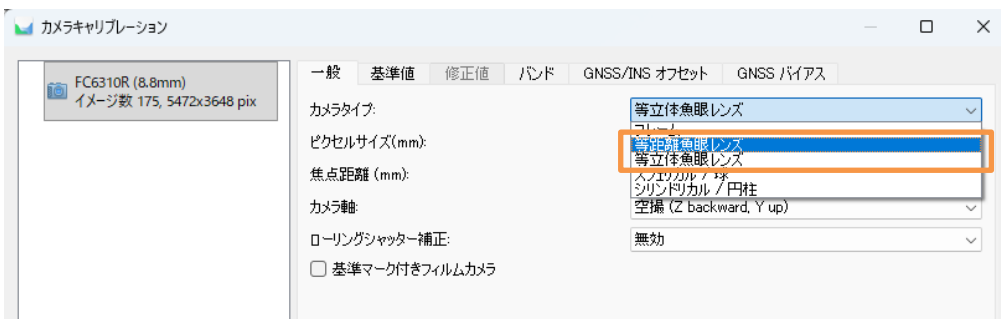 カメラキャリブレーション
FC6310R (8.8mm)
イメージ数 175, 5472x3648 pix
一般 基準値 修正値 バンド GNSS/INS オフセット GNSS バイアス
カメラタイプ: 等立体魚眼レンズ
フレーム
ピクセルサイズ(mm): 等距離魚眼レンズ
等立体魚眼レンズ
焦点距離 (mm): スフェリカル / 球
シリンドリカル / 円柱
カメラ軸: 空撮 (Z backward, Y up)
ローリングシャッター補正: 無効
基準マーク付きフィルムカメラ